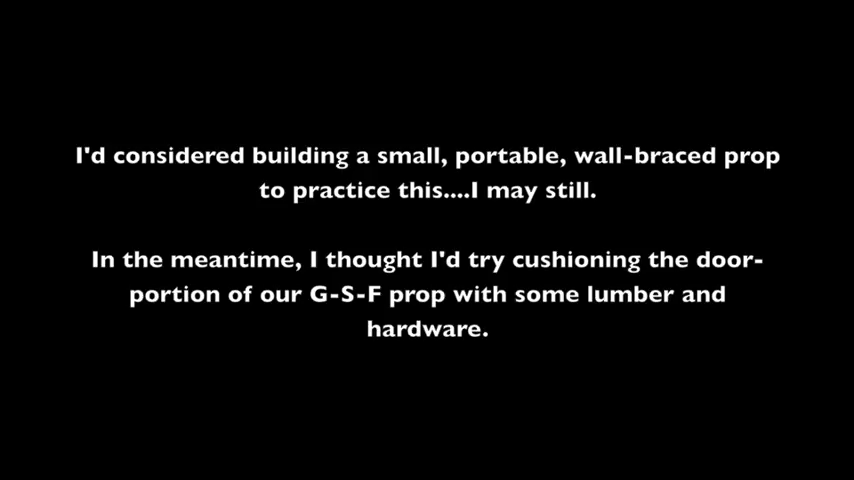 I'd considered building a small, portable, wall-braced prop
to practice this....I may still.
In the meantime, I thought I'd try cushioning the door-
portion of our G-S-F prop with some lumber and
hardware.